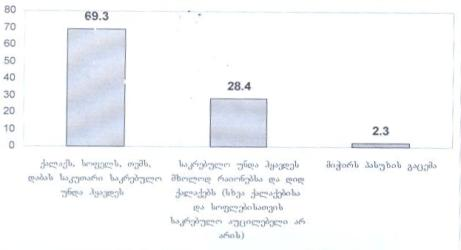 80
70
60
50
40
30
20
10
0
69.3
28.4
2.3
ქალაქს, სოფელს, თემს,
დაბას საკუთარი საკრებულო
უნდა ჰყავდეს
საკრებულო უნდა ჰყავდეს
მხოლოდ რაიონებსა და დიდ
ქალაქებს (სხვა ქალაქებისა
და სოფლებისათვის
საკრებულო აუცილებელი არ
არის)
მიჭირს პასუხის გაცემა